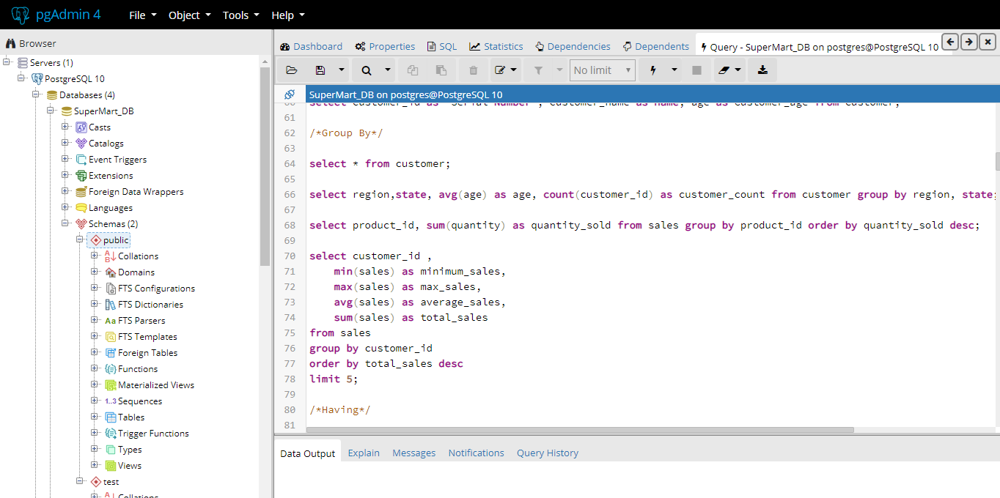 pgAdmin 4
File Object Tools Help
Browser
Servers (1)
PostgreSQL 10
Databases (4)
SuperMart_DB
Casts
Catalogs
Event Triggers
Extensions
Foreign Data Wrappers
Languages
Schemas (2)
public
Collations
Domains
FTS Configurations
FTS Dictionaries
Aa FTS Parsers
FTS Templates
Foreign Tables
Functions
Materialized Views
1..3 Sequences
Tables
Trigger Functions
Types
Views
test
Collations
Dashboard Properties SQL Statistics Dependencies Dependents Query - SuperMart_DB on postgres@PostgreSQL 10
No limit
SuperMart_DB on postgres@PostgreSQL 10
60 select customer_id as "Serial Number", customer_name as name, age as customer_age from customer;
61
62 /*Group By*/
63
64 select * from customer;
65
66 select region,state, avg(age) as age, count(customer_id) as customer_count from customer group by region, state;
67
68 select product_id, sum(quantity) as quantity_sold from sales group by product_id order by quantity_sold desc;
69
70 select customer_id ,
71 min(sales) as minimum_sales,
72 max(sales) as max_sales,
73 avg(sales) as average_sales,
74 sum(sales) as total_sales
75 from sales
76 group by customer_id
77 order by total_sales desc
78 limit 5;
79
80 /*Having*/
81
Data Output Explain Messages Notifications Query History